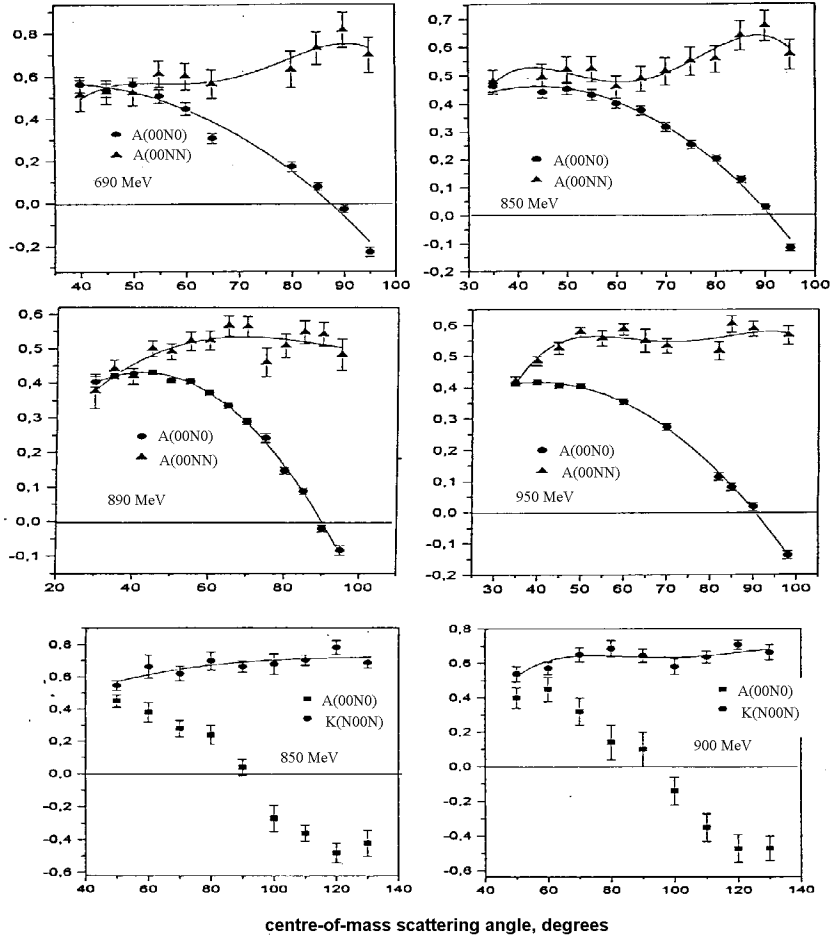 0,8
0,6
0,4
0,2
0,0
-0,2
A(00N0)
A(00NN)
690 MeV
40 50 60 70 80 90 100
0,7
0,6
0,5
0,4
0,3
0,2
0,1
0,0
-0,1
-0,2
A(00N0)
A(00NN)
850 MeV
30 40 50 60 70 80 90 100
0,6
0,5
0,4
0,3
0,2
0,1
0,0
-0,1
A(00N0)
A(00NN)
890 MeV
20 40 60 80 100
0,6
0,5
0,4
0,3
0,2
0,1
0,0
-0,1
-0,2
A(00N0)
A(00NN)
950 MeV
30 40 50 60 70 80 90 100
0,8
0,6
0,4
0,2
0,0
-0,2
-0,4
-0,6
A(00N0)
K(N00N)
850 MeV
40 60 80 100 120 140
0,8
0,6
0,4
0,2
0,0
-0,2
-0,4
-0,6
A(00N0)
K(N00N)
900 MeV
40 60 80 100 120 140
centre-of-mass scattering angle, degrees